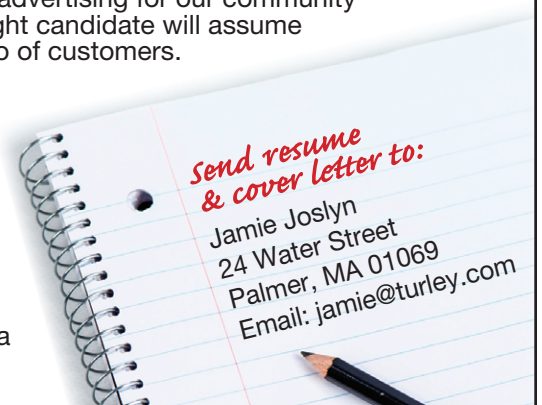 advertising for our community
ght candidate will assume
o of customers.
Send resume
& cover letter to:
Jamie Joslyn
24 Water Street
Palmer, MA 01069
Email: jamie@turley.com
a